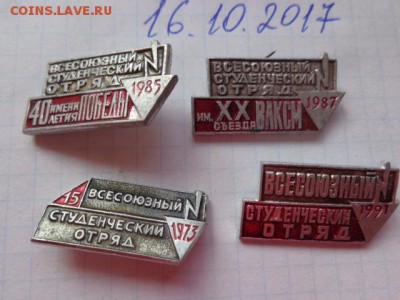 COINS.LAVE.RU
16.10.2017
ВСЕСОЮЗНЫЙ
СТУДЕНЧЕСКИЙ
ОТРЯД
1985
40 ИМЕНИ ЛЕТИЯ ПОБЕДЫ
ВСЕСОЮЗНЫЙ
СТУДЕНЧЕСКИЙ
ОТРЯД
1987
ИМ. XX СЪЕЗДА ВЛКСМ
15 ВСЕСОЮЗНЫЙ
СТУДЕНЧЕСКИЙ
ОТРЯД
1973
ВСЕСОЮЗНЫЙ
СТУДЕНЧЕСКИЙ
ОТРЯД
1991